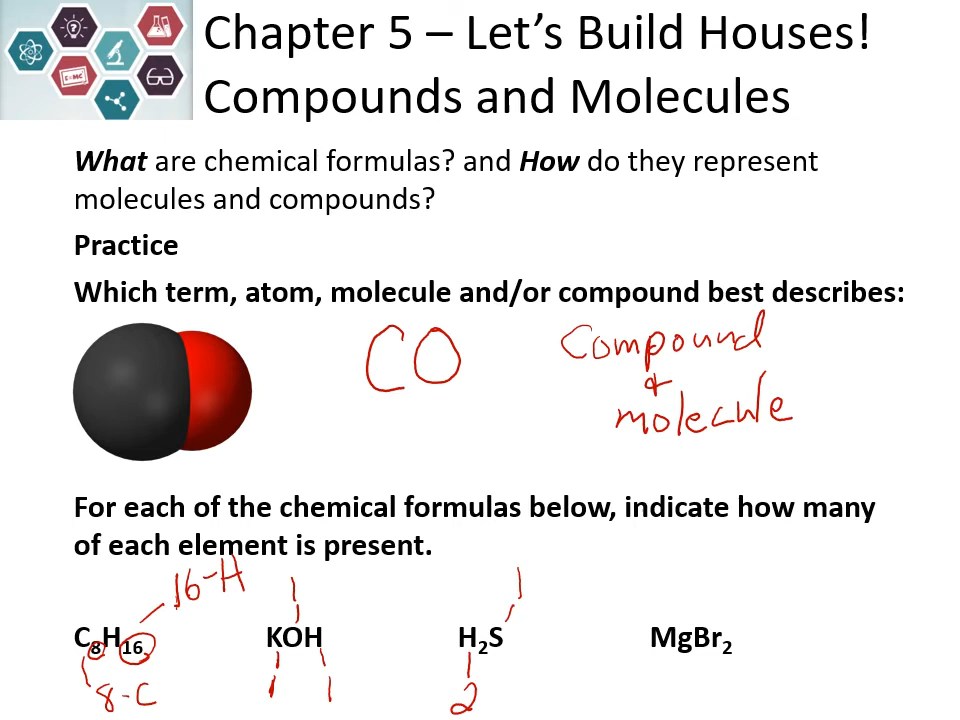 Chapter 5 – Let's Build Houses!
Compounds and Molecules
E=MC²
What are chemical formulas? and How do they represent
molecules and compounds?
Practice
Which term, atom, molecule and/or compound best describes:
CO
Compound
+
molecule
For each of the chemical formulas below, indicate how many
of each element is present.
16-H
1
1
C₈H₁₆
KOH
H₂S
MgBr₂
8-C
1
1
2